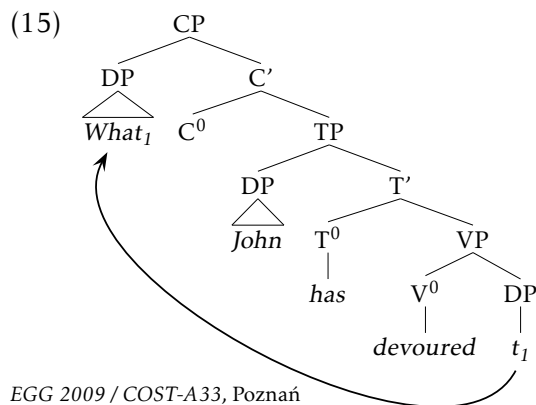 (15)
CP
DP C’
What₁ C⁰ TP
DP T’
John T⁰ VP
has V⁰ DP
devoured t₁
EGG 2009 / COST-A33, Poznań